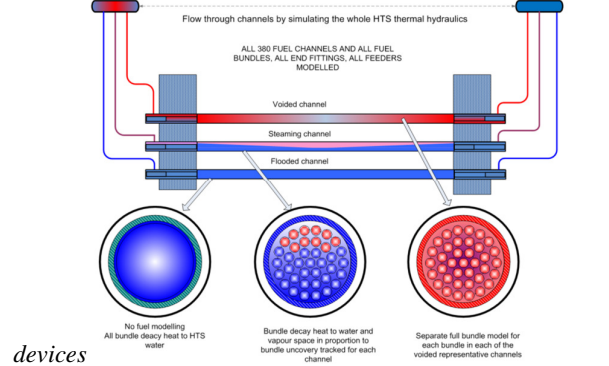 Flow through channels by simulating the whole HTS thermal hydraulics
ALL 380 FUEL CHANNELS AND ALL FUEL
BUNDLES, ALL END FITTINGS, ALL FEEDERS
MODELLED
Voided channel
Steaming channel
Flooded channel
No fuel modelling
All bundle deacy heat to HTS
water
Bundle decay heat to water and
vapour space in proportion to
bundle uncovery tracked for each
channel
Separate full bundle model for
each bundle in each of the
voided representative channels
devices